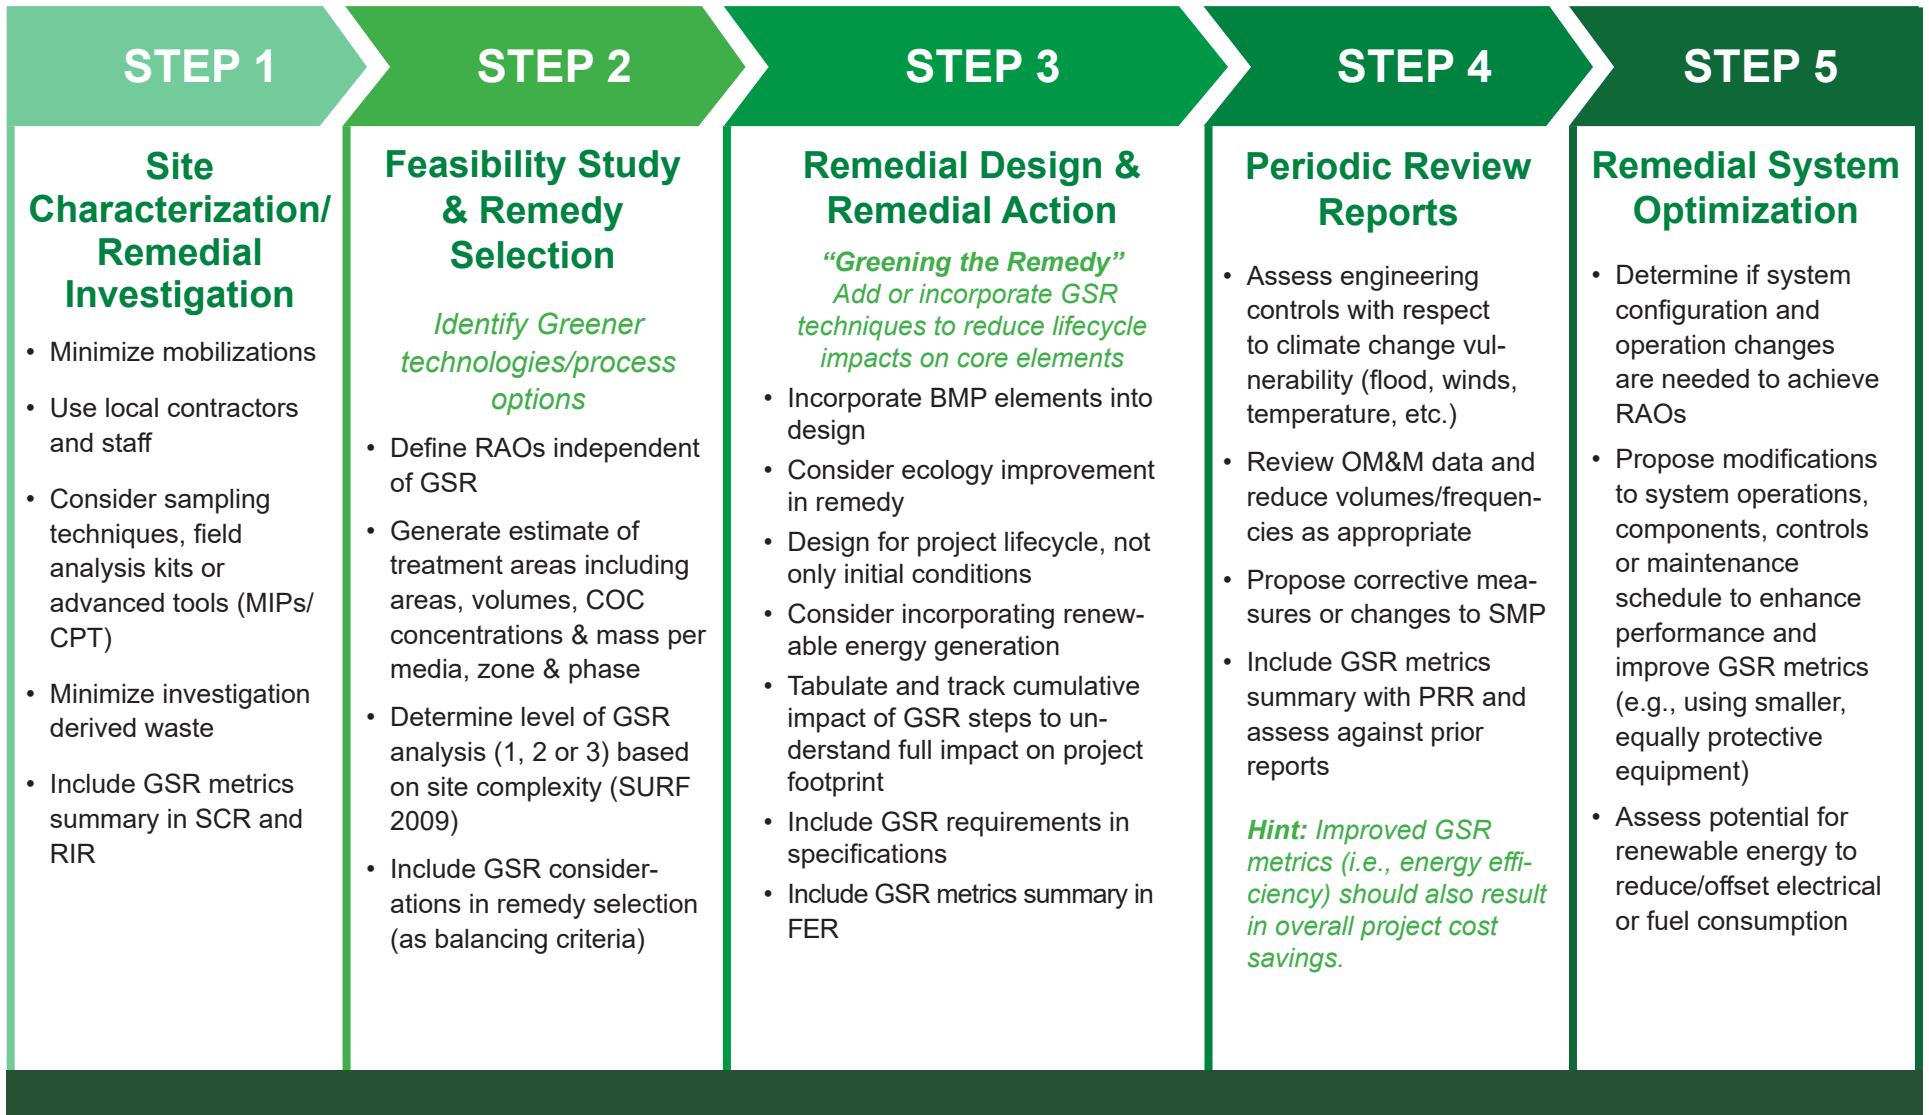 STEP 1
Site
Characterization/
Remedial
Investigation
• Minimize mobilizations
• Use local contractors
and staff
• Consider sampling
techniques, field
analysis kits or
advanced tools (MIPs/
CPT)
• Minimize investigation
derived waste
• Include GSR metrics
summary in SCR and
RIR
STEP 2
Feasibility Study
& Remedy
Selection
Identify Greener
technologies/process
options
• Define RAOs independent
of GSR
• Generate estimate of
treatment areas including
areas, volumes, COC
concentrations & mass per
media, zone & phase
• Determine level of GSR
analysis (1, 2 or 3) based
on site complexity (SURF
2009)
• Include GSR consider-
ations in remedy selection
(as balancing criteria)
STEP 3
Remedial Design &
Remedial Action
“Greening the Remedy”
Add or incorporate GSR
techniques to reduce lifecycle
impacts on core elements
• Incorporate BMP elements into
design
• Consider ecology improvement
in remedy
• Design for project lifecycle, not
only initial conditions
• Consider incorporating renew-
able energy generation
• Tabulate and track cumulative
impact of GSR steps to un-
derstand full impact on project
footprint
• Include GSR requirements in
specifications
• Include GSR metrics summary in
FER
STEP 4
Periodic Review
Reports
• Assess engineering
controls with respect
to climate change vul-
nerability (flood, winds,
temperature, etc.)
• Review OM&M data and
reduce volumes/frequen-
cies as appropriate
• Propose corrective mea-
sures or changes to SMP
• Include GSR metrics
summary with PRR and
assess against prior
reports
Hint: Improved GSR
metrics (i.e., energy effi-
ciency) should also result
in overall project cost
savings.
STEP 5
Remedial System
Optimization
• Determine if system
configuration and
operation changes
are needed to achieve
RAOs
• Propose modifications
to system operations,
components, controls
or maintenance
schedule to enhance
performance and
improve GSR metrics
(e.g., using smaller,
equally protective
equipment)
• Assess potential for
renewable energy to
reduce/offset electrical
or fuel consumption